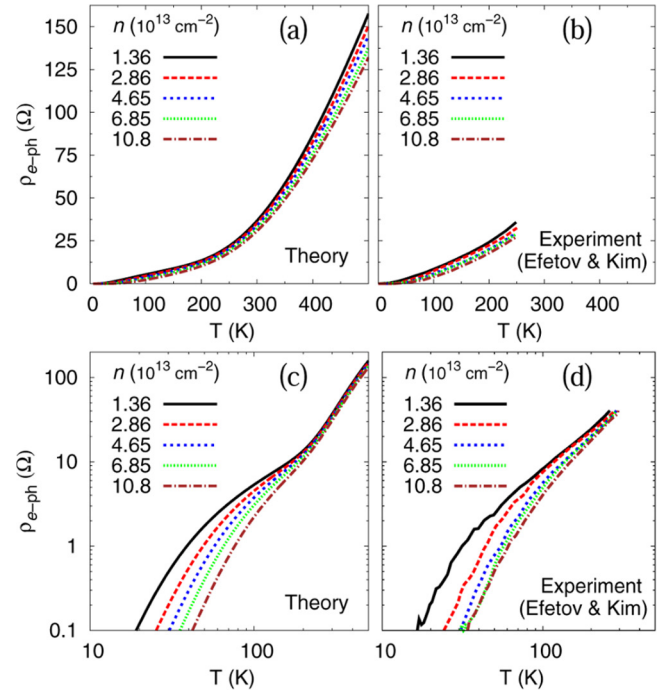 n (10¹³ cm⁻²)
1.36
2.86
4.65
6.85
10.8
(a)
Theory
150
125
100
75
50
25
0
ρe−ph (Ω)
0 100 200 300 400
T (K)
n (10¹³ cm⁻²)
1.36
2.86
4.65
6.85
10.8
(b)
Experiment
(Efetov & Kim)
0 100 200 300 400
T (K)
n (10¹³ cm⁻²)
1.36
2.86
4.65
6.85
10.8
(c)
Theory
100
10
1
0.1
ρe−ph (Ω)
10 100
T (K)
n (10¹³ cm⁻²)
1.36
2.86
4.65
6.85
10.8
(d)
Experiment
(Efetov & Kim)
10 100
T (K)